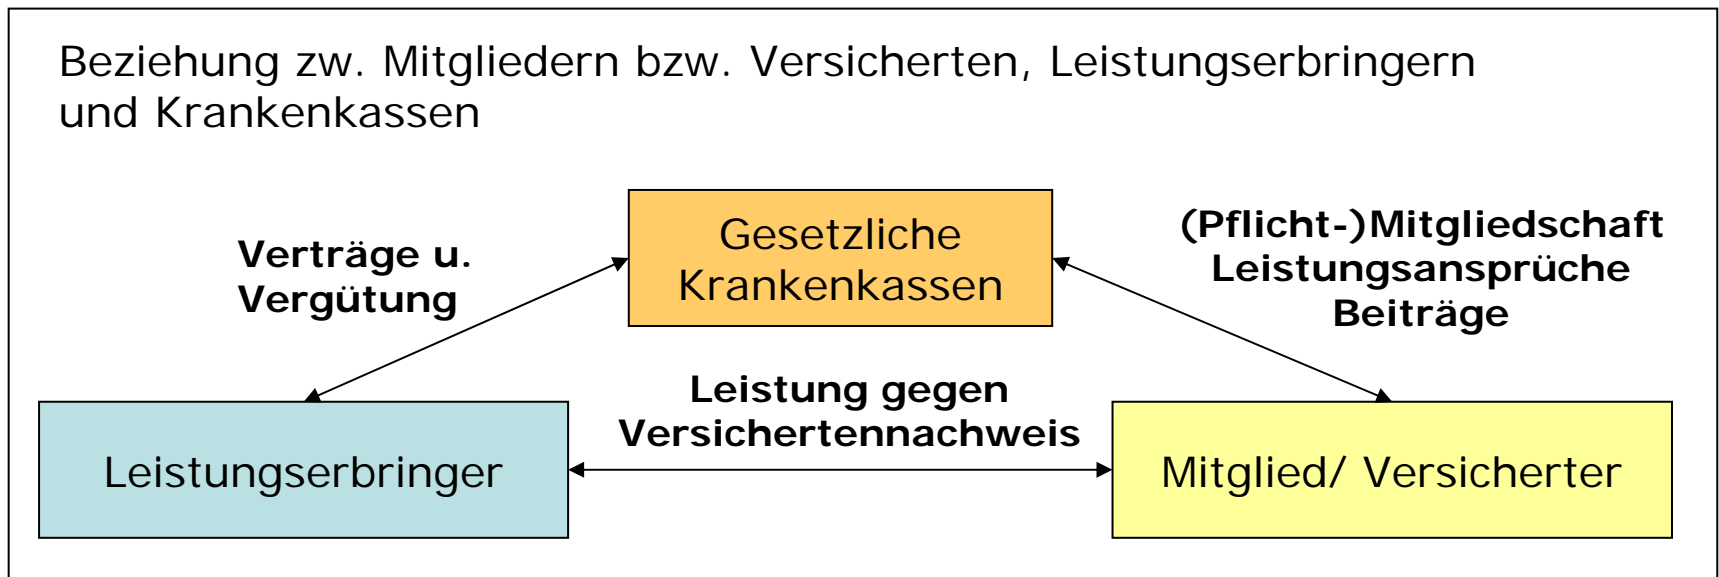 Beziehung zw. Mitgliedern bzw. Versicherten, Leistungserbringern
und Krankenkassen
Gesetzliche
Krankenkassen
Verträge u.
Vergütung
(Pflicht-)Mitgliedschaft
Leistungsansprüche
Beiträge
Leistung gegen
Versichertennachweis
Leistungserbringer
Mitglied/ Versicherter